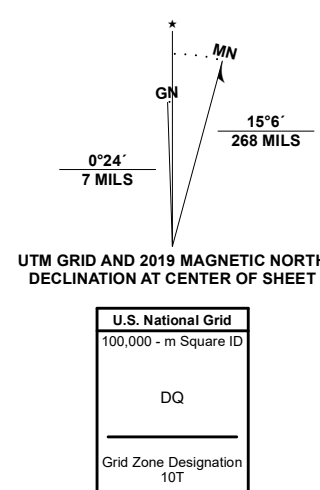 ★
MN
GN
15°6´
268 MILS
0°24´
7 MILS
UTM GRID AND 2019 MAGNETIC NORTH
DECLINATION AT CENTER OF SHEET
U.S. National Grid
100,000 - m Square ID
DQ
Grid Zone Designation
10T